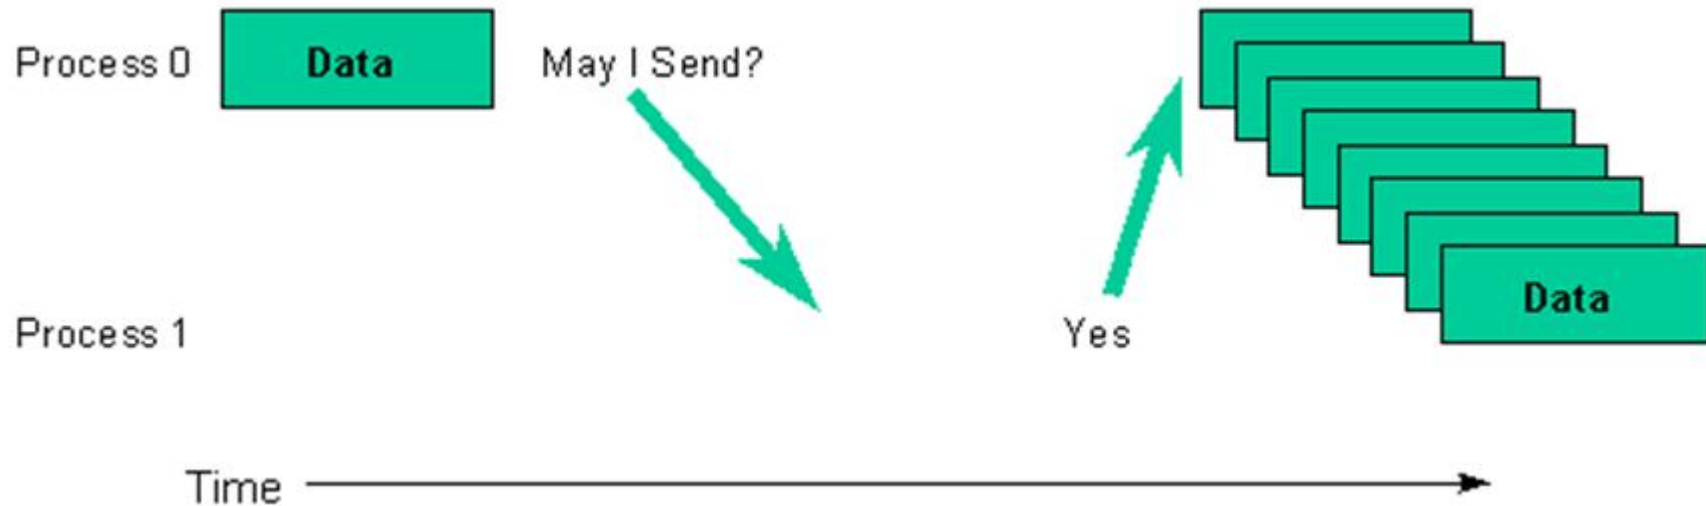 Process 0 Data May I Send?
Data
Process 1 Yes
Time